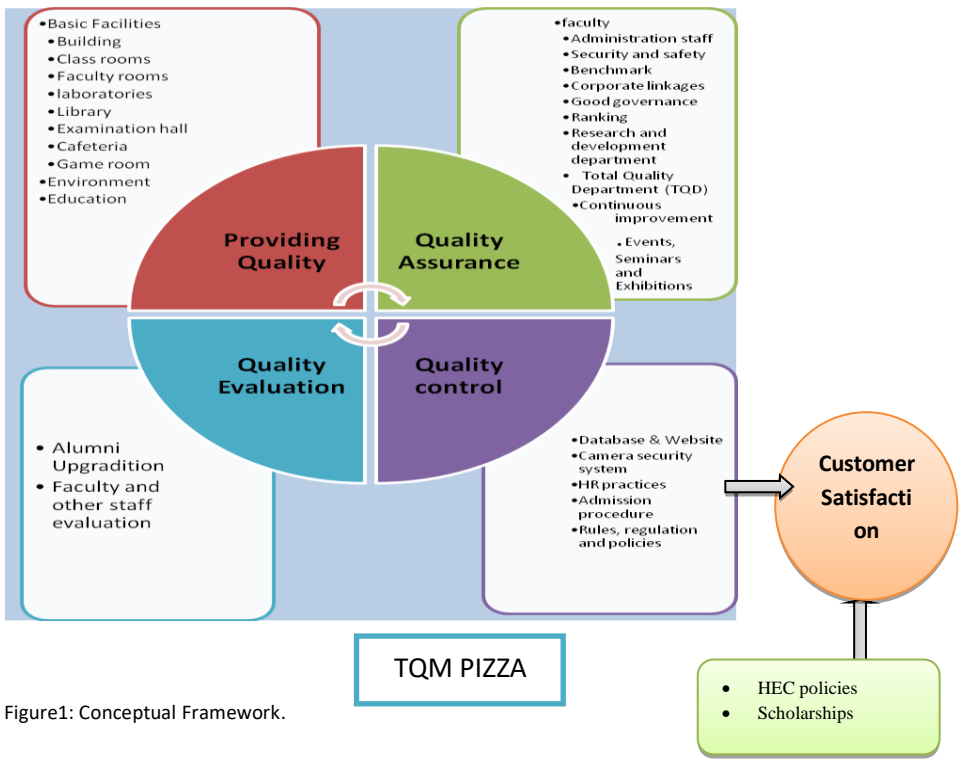 •Basic Facilities
•Building
•Class rooms
•Faculty rooms
•laboratories
•Library
•Examination hall
•Cafeteria
•Game room
•Environment
•Education
•faculty
•Administration staff
•Security and safety
•Benchmark
•Corporate linkages
•Good governance
•Ranking
•Research and
development
department
• Total Quality
Department (TQD)
•Continuous
improvement
. Events,
Seminars
and
Exhibitions
Providing
Quality
Quality
Assurance
Quality
Evaluation
Quality
control
• Alumni
Upgradition
• Faculty and
other staff
evaluation
•Database & Website
•Camera security
system
•HR practices
•Admission
procedure
•Rules, regulation
and policies
Customer
Satisfacti
on
TQM PIZZA
• HEC policies
• Scholarships
Figure1: Conceptual Framework.